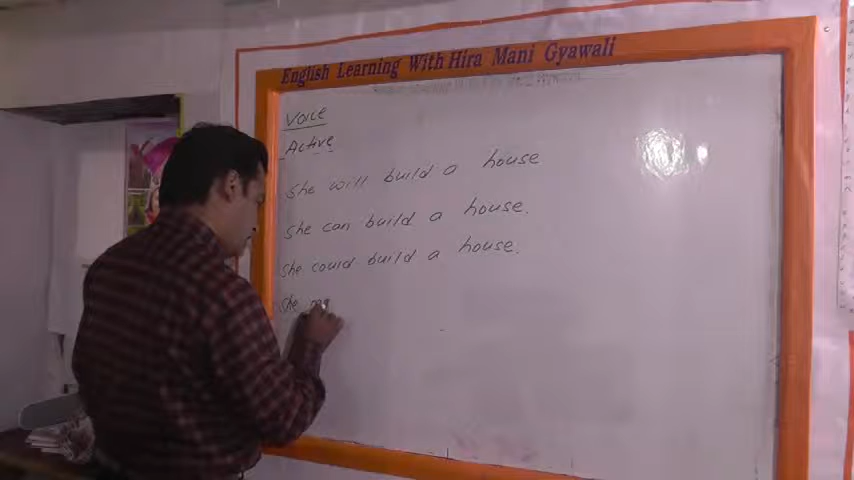 English Learning With Hira Mani Gyawali
Voice
Active
She will build a house
She can build a house.
She could build a house.
She